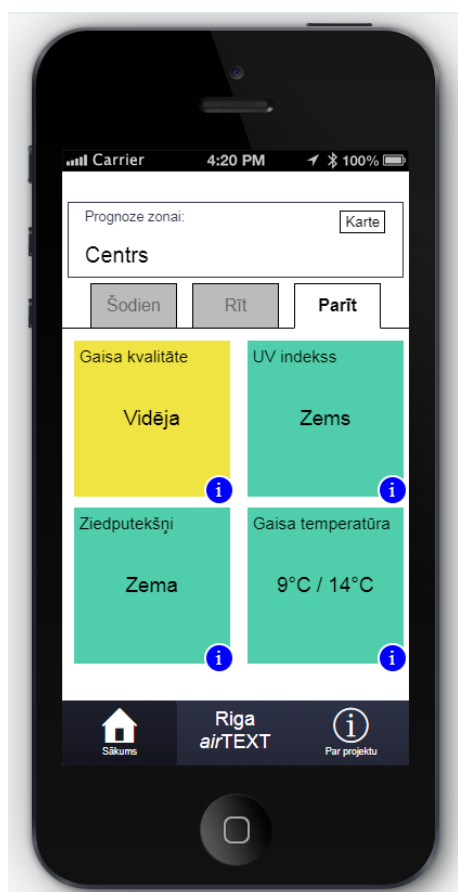 Carrier 4:20 PM 100%
Prognoze zonai:
Karte
Centrs
Šodien Rīt Parīt
Gaisa kvalitāte
Vidēja
i
UV indekss
Zems
i
Ziedputekšņi
Zema
i
Gaisa temperatūra
9°C / 14°C
i
Sākums
Riga
airTEXT
i
Par projektu